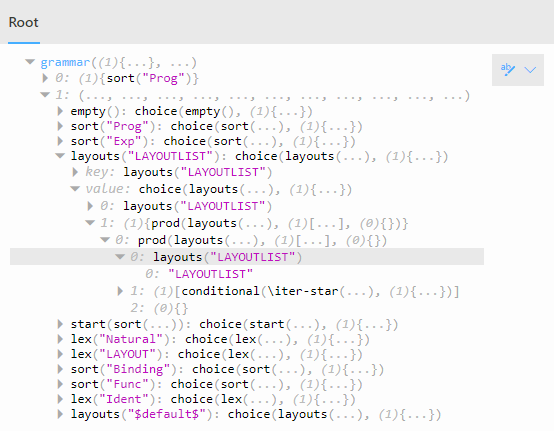 Root
grammar((1){...}, ...)
0: (1){sort("Prog")}
1: (..., ..., ..., ..., ..., ..., ..., ..., ..., ..., ...)
empty(): choice(empty(), (1){...})
sort("Prog"): choice(sort(...), (1){...})
sort("Exp"): choice(sort(...), (1){...})
layouts("LAYOUTLIST"): choice(layouts(...), (1){...})
key: layouts("LAYOUTLIST")
value: choice(layouts(...), (1){...})
0: layouts("LAYOUTLIST")
1: (1){prod(layouts(...), (1)[...], (0){})}
0: prod(layouts(...), (1)[...], (0){})
0: layouts("LAYOUTLIST")
0: "LAYOUTLIST"
1: (1)[conditional(\iter-star(...), (1){...})]
2: (0){}
start(sort(...)): choice(start(...), (1){...})
lex("Natural"): choice(lex(...), (1){...})
lex("LAYOUT"): choice(lex(...), (1){...})
sort("Binding"): choice(sort(...), (1){...})
sort("Func"): choice(sort(...), (1){...})
lex("Ident"): choice(lex(...), (1){...})
layouts("$default$"): choice(layouts(...), (1){...})